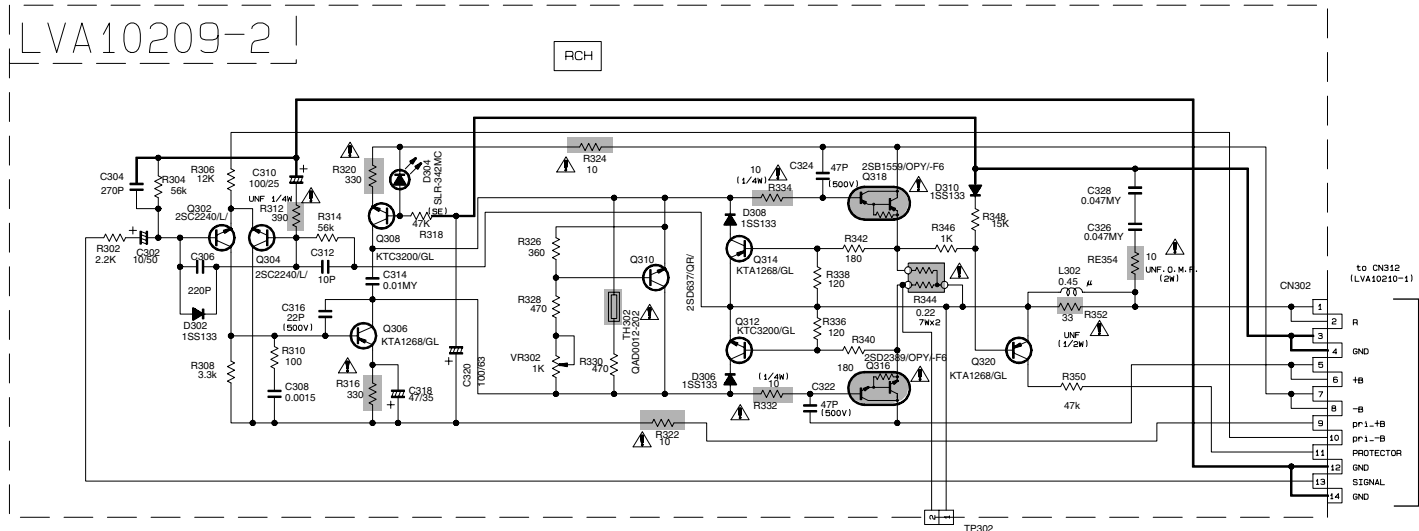 LVA10209-2
RCH
C304
270P
R304
56k
R306
12K
C310
100/25
+
UNF 1/4W
R312
390
R314
56k
Q302
2SC2240/L/
R302
2.2K
+
C302
10/50
C306
220P
Q304
2SC2240/L/
C312
10P
D302
1SS133
R308
3.3k
R310
100
C308
0.0015
C316
22P
(500V)
R320
330
D304
SLR-342MC
(SE)
47K
R318
Q308
KTC3200/GL
C314
0.01MY
Q306
KTA1268/GL
R316
330
C318
47/35
+
C320
100/63
+
R324
10
R326
360
R328
470
VR302
1K
R330
470
TH302
QAD0012-202
Q310
2SD637/QR/
R322
10
10
(1/4W)
R334
C324
47P
(500V)
2SB1559/OPY/-F6
Q318
D308
1SS133
Q314
KTA1268/GL
R342
180
R338
120
R336
120
Q312
KTC3200/GL
R340
180
D306
1SS133
(1/4W)
10
R332
C322
47P
(500V)
2SD2389/OPY/-F6
Q316
D310
1SS133
R348
15K
R346
1K
R344
0.22
7W×2
Q320
KTA1268/GL
C328
0.047MY
C326
0.047MY
RE354
10
UNF.O.M.F.
(2W)
L302
0.45 μ
33
R352
UNF
(1/2W)
R350
47k
TP302
2
1
CN302
to CN312
(LVA10210-1)
1
2 R
3
4 GND
5
6 +B
7
8 -B
9 pri.+B
10 pri.-B
11 PROTECTOR
12 GND
13 SIGNAL
14 GND